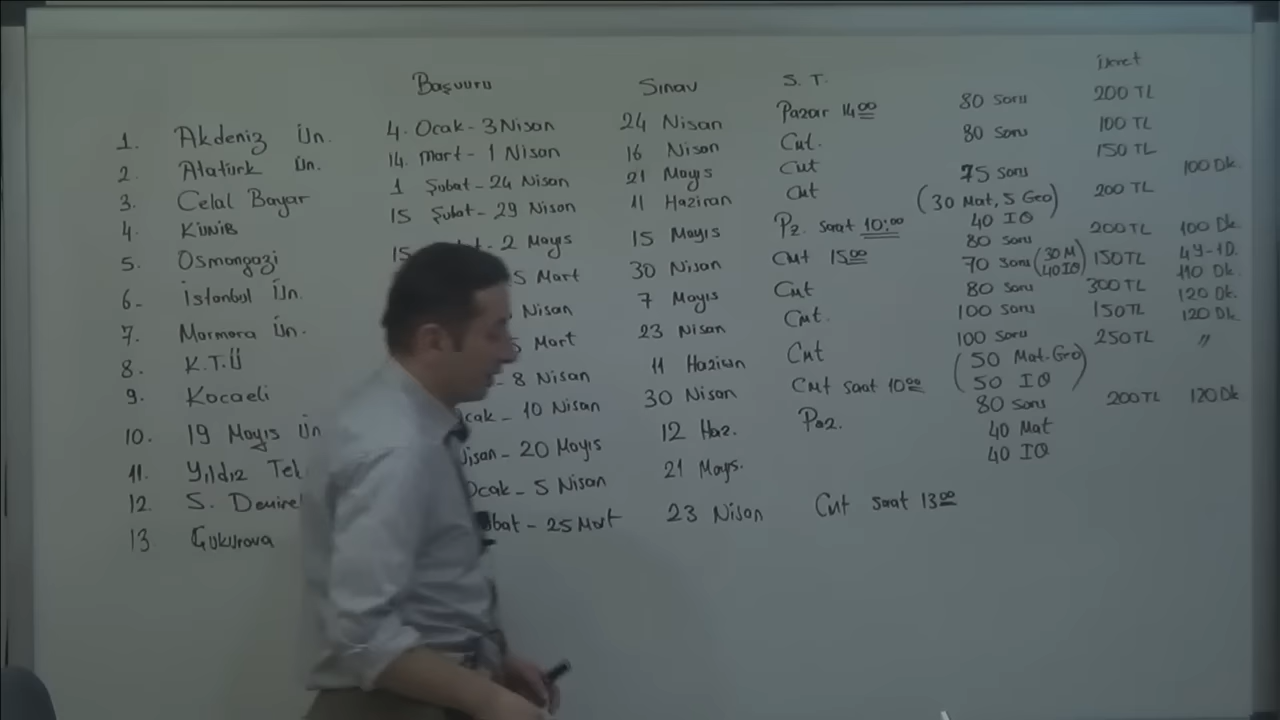 Başvuru Sınav S. T. Ücret
1. Akdeniz Ün. 4. Ocak - 3 Nisan 24 Nisan Pazar 14 00 80 Soru 200 TL
2. Atatürk Ün. 14. Mart - 1 Nisan 16 Nisan Cmt. 80 Soru 100 TL
3. Celal Bayar 1 Şubat - 24 Nisan 21 Mayıs Cmt 75 Soru 150 TL 100 Dk.
4. KÜNİB 15 Şubat - 29 Nisan 11 Haziran Cmt (30 Mat, 5 Geo) 200 TL
40 IQ
5. Osmangazi 15 - 2 Mayıs 15 Mayıs Pz. saat 10:00 80 Soru 200 TL 100 Dk.
6- İstanbul Ün. 5 Mart 30 Nisan Cmt 15 00 70 Soru (30 M 40 IQ) 150 TL 4Y-1D.
7. Marmara Ün. Nisan 7 Mayıs Cmt 80 Soru 300 TL 110 Dk.
8. K.T.Ü Mart 23 Nisan Cmt. 100 Soru 150 TL 120 Dk.
9. Kocaeli - 8 Nisan 11 Haziran Cmt 100 Soru 250 TL 120 Dk.
(50 Mat-Geo 50 IQ) "
10. 19 Mayıs Ün - 10 Nisan 30 Nisan Cmt saat 10 00 80 Soru 200 TL 120 Dk
11. Yıldız Tek - 20 Mayıs 12 Haz. Paz. 40 Mat
40 IQ
12 S. Demirel Ocak - 5 Nisan 21 Mayıs.
13 Çukurova - 25 Mart 23 Nisan Cmt saat 13 00